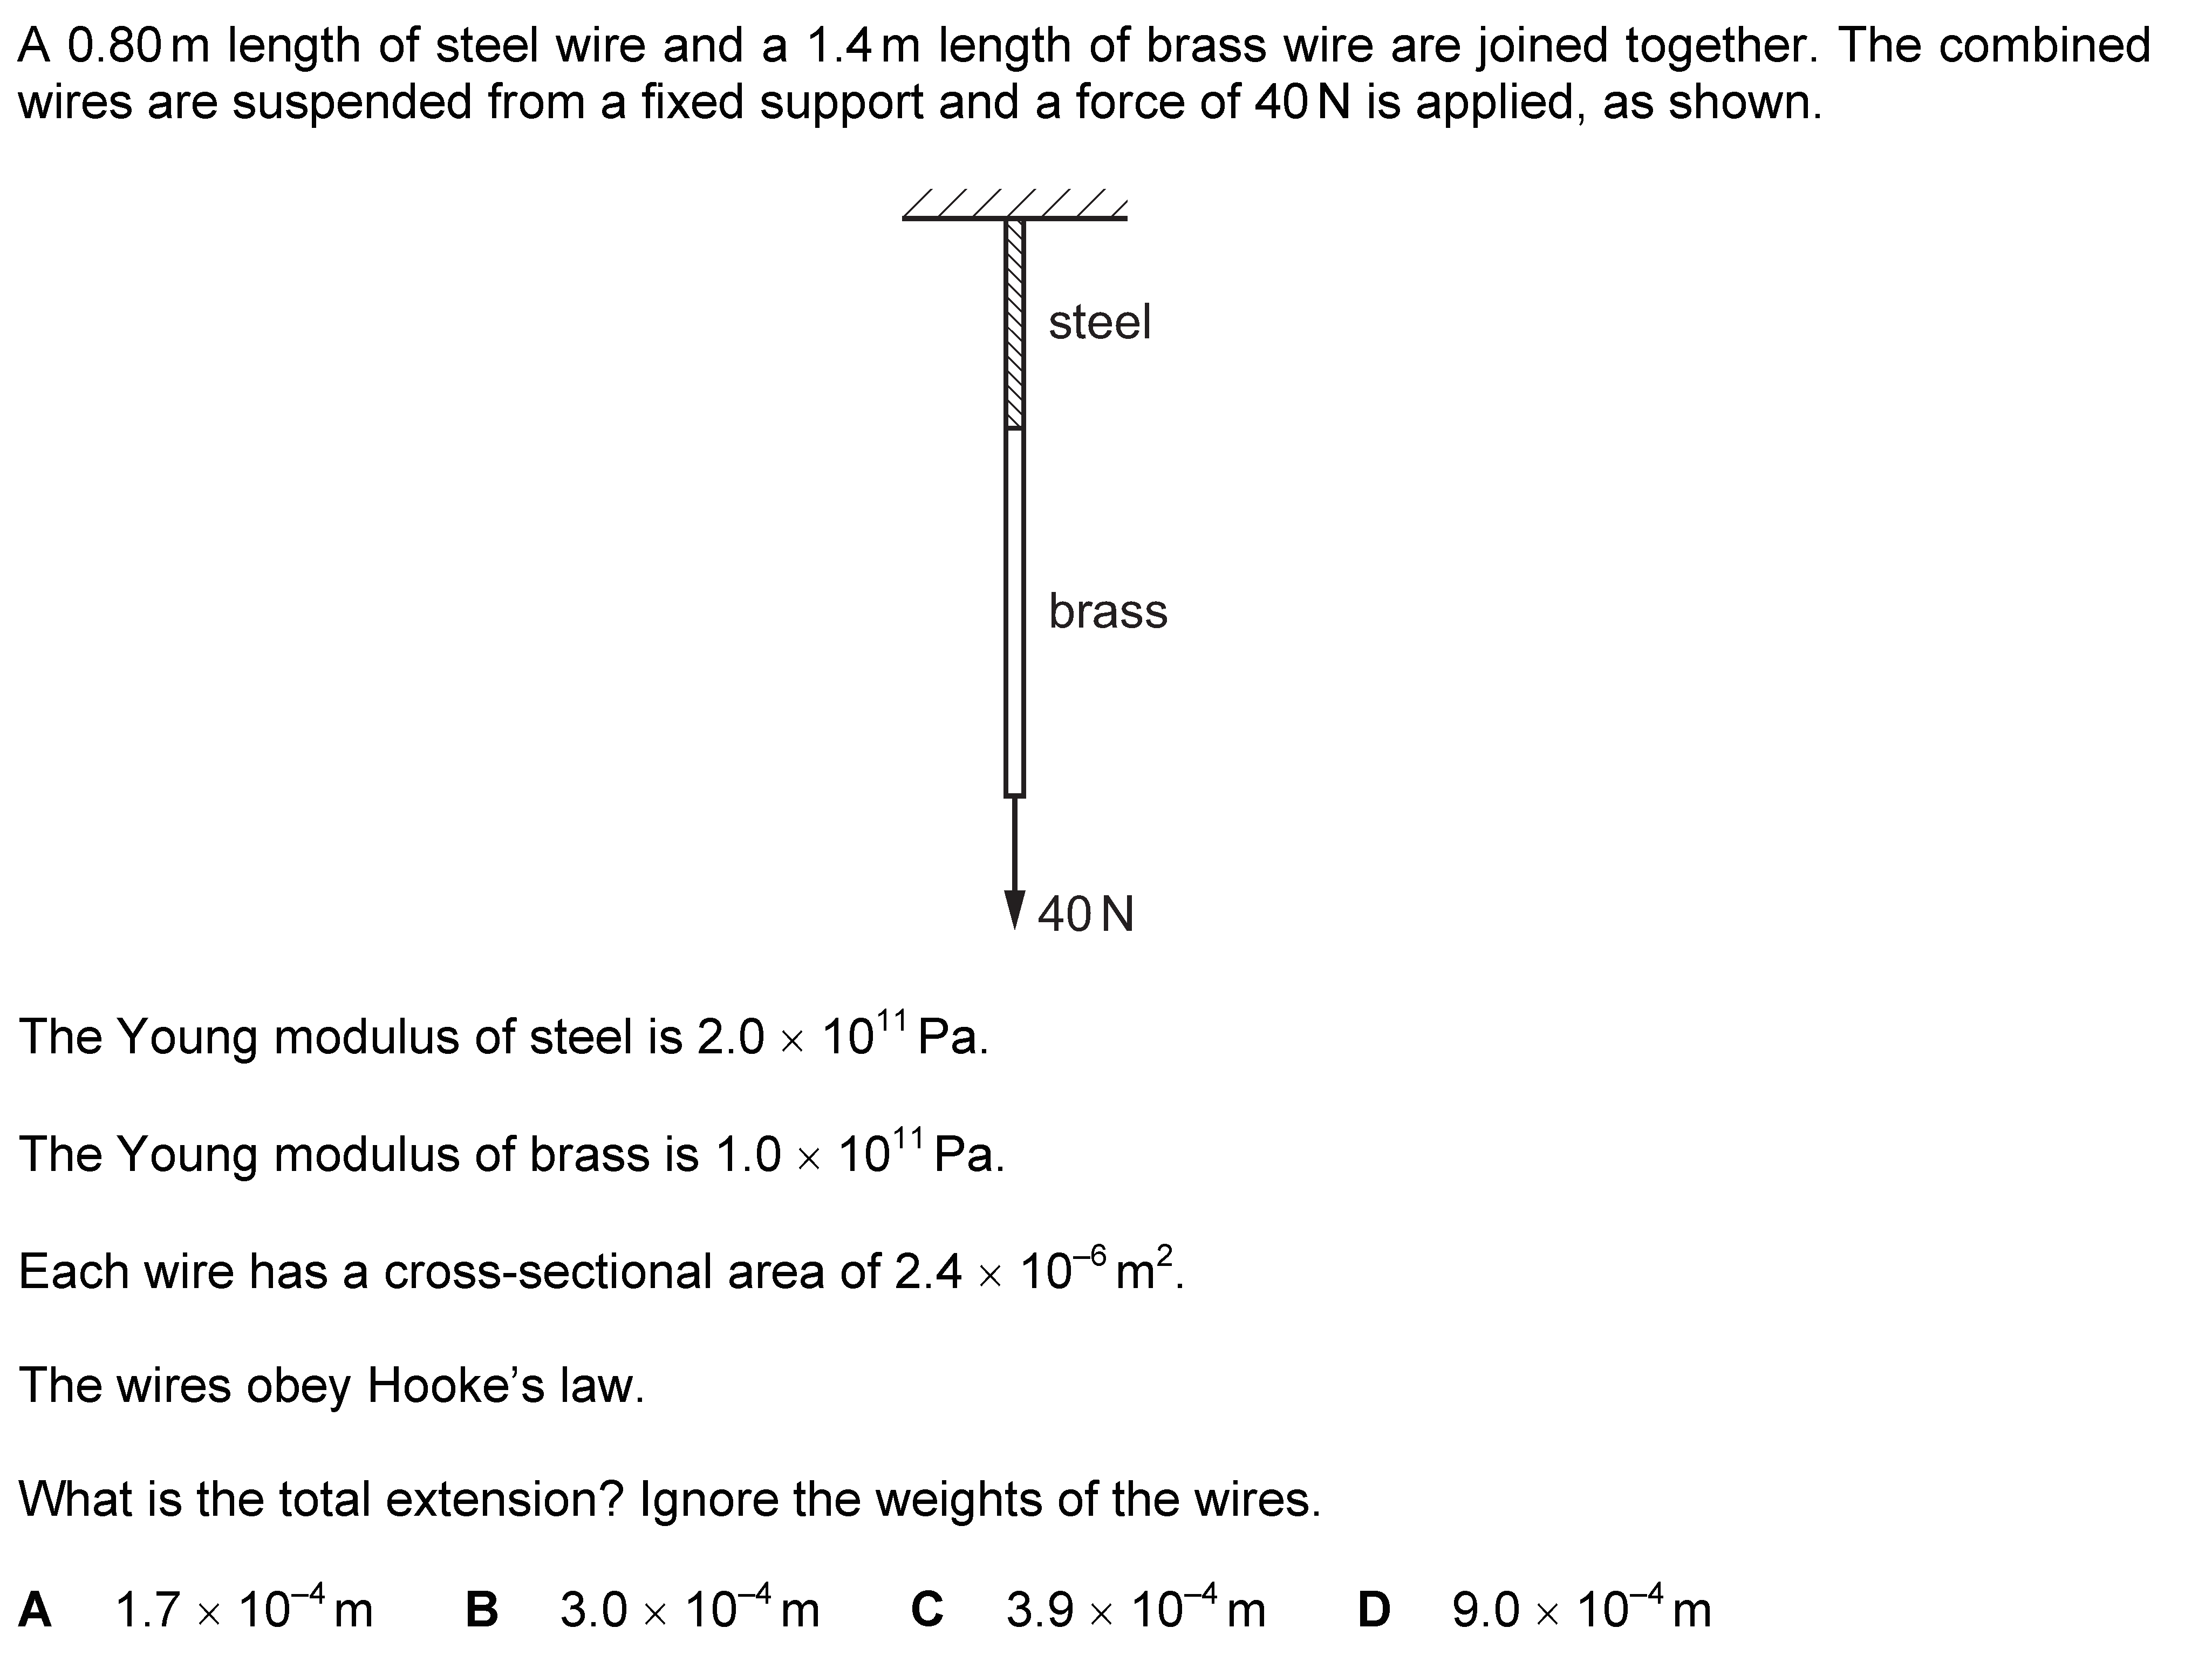 A 0.80 m length of steel wire and a 1.4 m length of brass wire are joined together. The combined
wires are suspended from a fixed support and a force of 40 N is applied, as shown.
steel
brass
40 N
The Young modulus of steel is 2.0 × 10¹¹ Pa.
The Young modulus of brass is 1.0 × 10¹¹ Pa.
Each wire has a cross-sectional area of 2.4 × 10⁻⁶ m².
The wires obey Hooke’s law.
What is the total extension? Ignore the weights of the wires.
A 1.7 × 10⁻⁴ m B 3.0 × 10⁻⁴ m C 3.9 × 10⁻⁴ m D 9.0 × 10⁻⁴ m